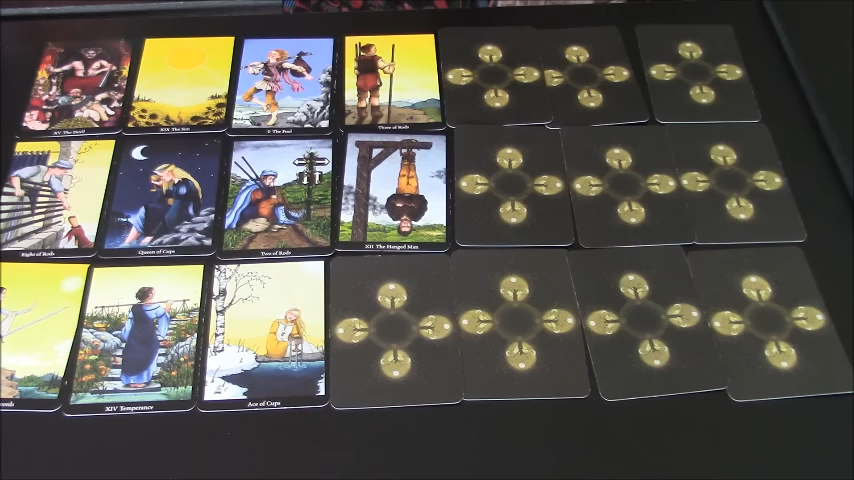 XV The Devil
XIX The Sun
0 The Fool
Three of Rods
Eight of Rods
Queen of Cups
Two of Rods
XII The Hanged Man
XIV Temperance
Ace of Cups